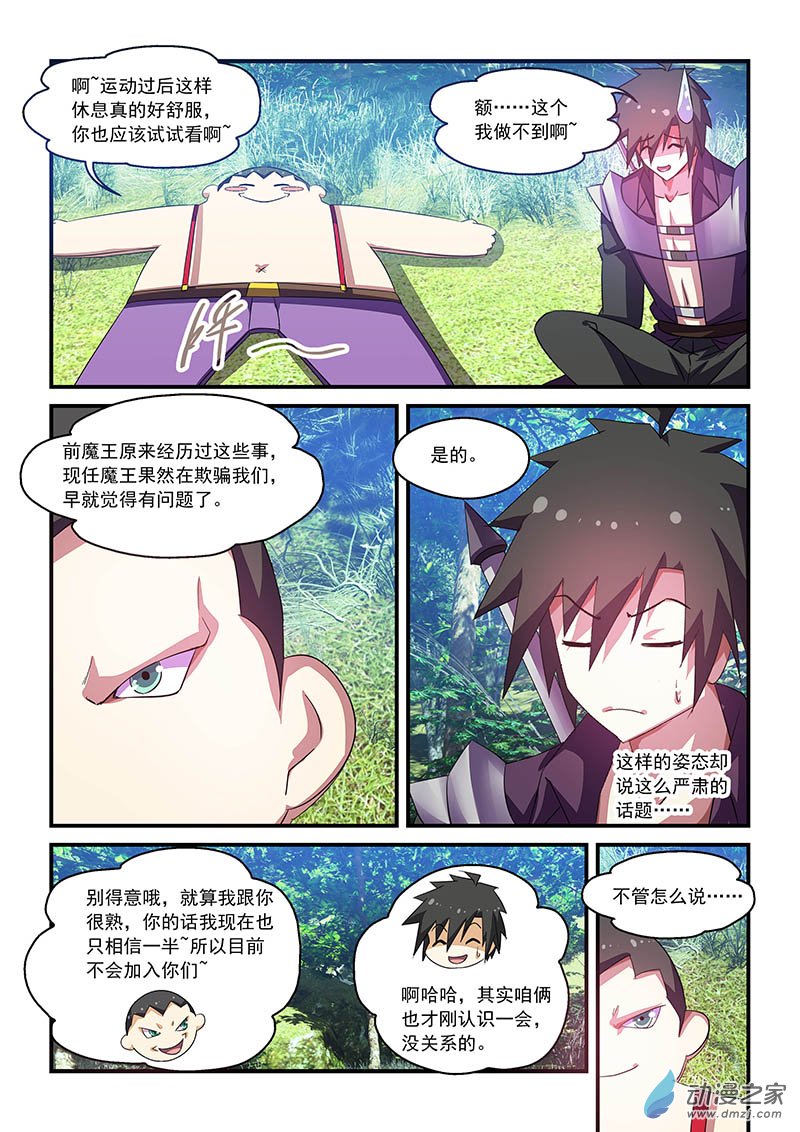 啊~运动过后这样
休息真的好舒服，
你也应该试试看啊~
额……这个
我做不到啊~
呯~
前魔王原来经历过这些事，
现任魔王果然在欺骗我们，
早就觉得有问题了。
是的。
这样的姿态却
说这么严肃的
话题……
别得意哦，就算我跟你
很熟，你的话我现在也
只相信一半~所以目前
不会加入你们~
啊哈哈，其实咱俩
也才刚认识一会，
没关系的。
不管怎么说……
动漫之家
www.dmzj.com